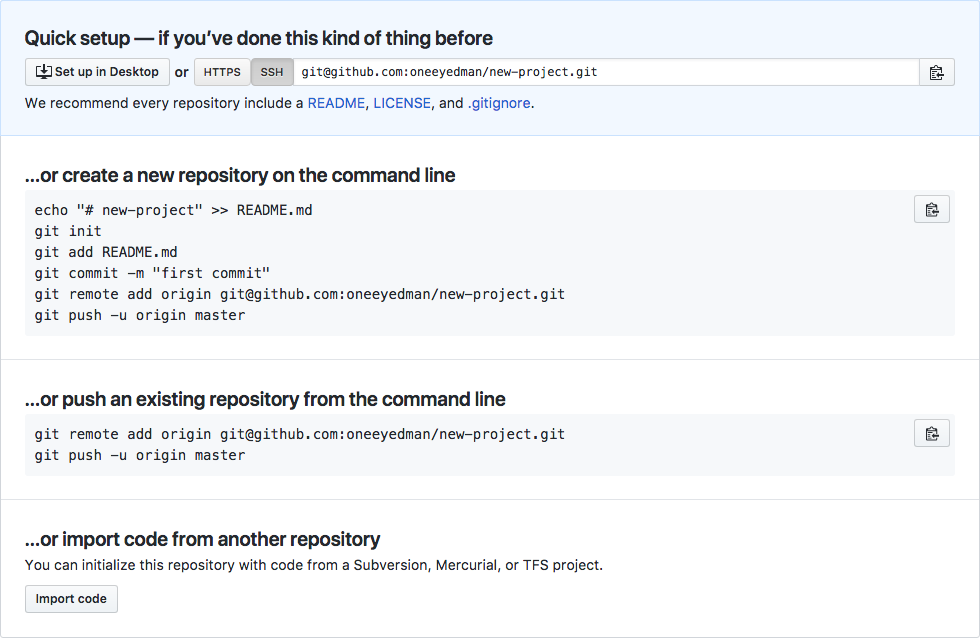 Quick setup — if you’ve done this kind of thing before
Set up in Desktop or HTTPS SSH git@github.com:oneeyedman/new-project.git
We recommend every repository include a README, LICENSE, and .gitignore.
…or create a new repository on the command line
echo "# new-project" >> README.md
git init
git add README.md
git commit -m "first commit"
git remote add origin git@github.com:oneeyedman/new-project.git
git push -u origin master
…or push an existing repository from the command line
git remote add origin git@github.com:oneeyedman/new-project.git
git push -u origin master
…or import code from another repository
You can initialize this repository with code from a Subversion, Mercurial, or TFS project.
Import code